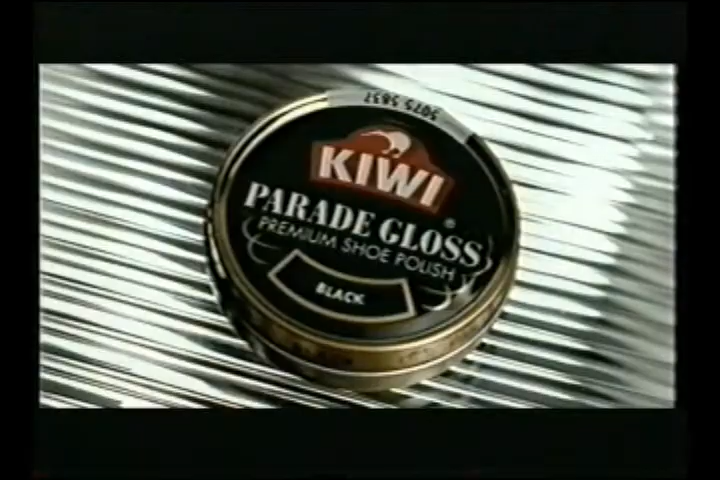 5075 5857
KIWI
®
PARADE GLOSS
PREMIUM SHOE POLISH
BLACK